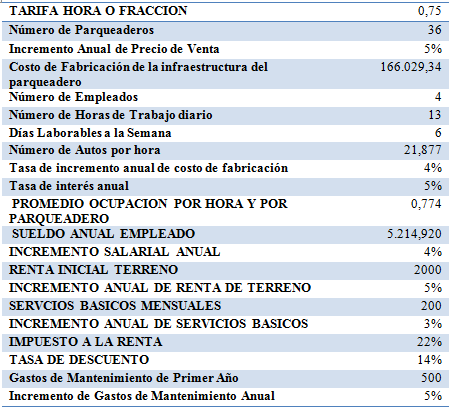 TARIFA HORA O FRACCION 0,75
Número de Parqueaderos 36
Incremento Anual de Precio de Venta 5%
Costo de Fabricación de la infraestructura del 166.029,34
parqueadero
Número de Empleados 4
Número de Horas de Trabajo diario 13
Días Laborables a la Semana 6
Número de Autos por hora 21,877
Tasa de incremento anual de costo de fabricación 4%
Tasa de interés anual 5%
PROMEDIO OCUPACION POR HORA Y POR 0,774
PARQUEADERO
SUELDO ANUAL EMPLEADO 5.214,920
INCREMENTO SALARIAL ANUAL 4%
RENTA INICIAL TERRENO 2000
INCREMENTO ANUAL DE RENTA DE TERRENO 5%
SERVCIOS BASICOS MENSUALES 200
INCREMENTO ANUAL DE SERVICIOS BASICOS 3%
IMPUESTO A LA RENTA 22%
TASA DE DESCUENTO 14%
Gastos de Mantenimiento de Primer Año 500
Incremento de Gastos de Mantenimiento Anual 5%